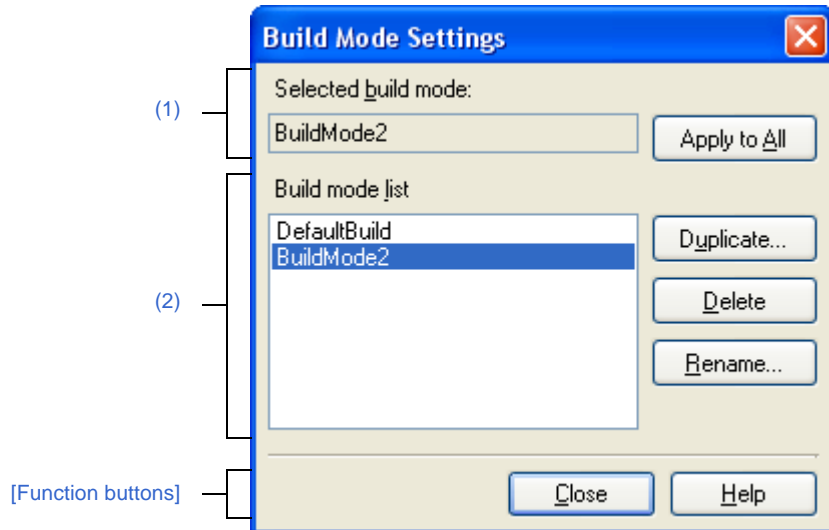 Build Mode Settings
(1)
Selected build mode:
BuildMode2
Apply to All
(2)
Build mode list
DefaultBuild
BuildMode2
Duplicate...
Delete
Rename...
[Function buttons]
Close
Help